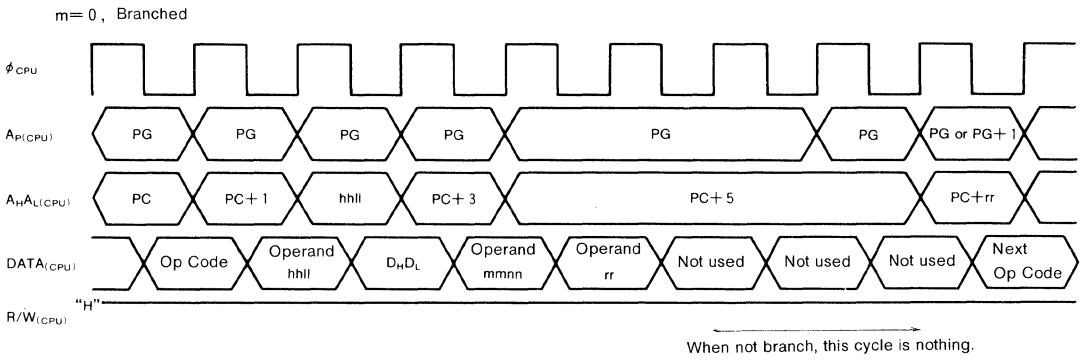 m=0, Branched
φCPU
AP(CPU) PG PG PG PG PG PG PG or PG+1
AHAL(CPU) PC PC+1 hhll PC+3 PC+5 PC+rr
DATA(CPU) Op Code Operand hhll DHDL Operand mmnn Operand rr Not used Not used Not used Next Op Code
R/W(CPU) "H"
When not branch, this cycle is nothing.